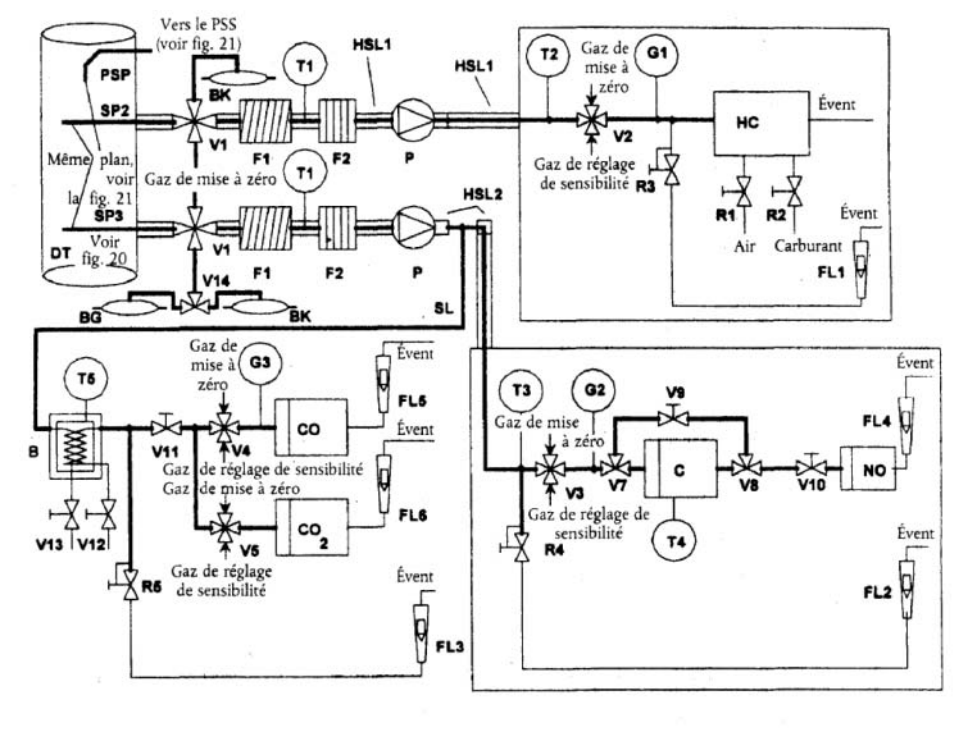 Vers le PSS
(voir fig. 21)
PSP
BK
T1
HSL1
HSL1
SP2
V1
F1
F2
P
Même plan,
voir
la fig. 21
Gaz de mise à zéro
T1
HSL2
SP3
Voir
fig. 20
DT
V1
F1
F2
P
V14
BG
BK
SL
T2
Gaz de
mise à
zéro
G1
V2
HC
Évent
Gaz de réglage
de sensibilité
R3
R1
R2
Air
Carburant
Évent
FL1
T5
B
V13
V12
V11
Gaz de
mise à
zéro
G3
V4
CO
Évent
FL5
Gaz de réglage de sensibilité
Gaz de mise à zéro
Évent
FL6
V5
CO2
Gaz de réglage
de sensibilité
R5
Évent
FL3
T3
Gaz de mise
à zéro
G2
V9
Évent
FL4
V3
V7
C
V8
V10
NO
Gaz de réglage de
sensibilité
R4
T4
Évent
FL2